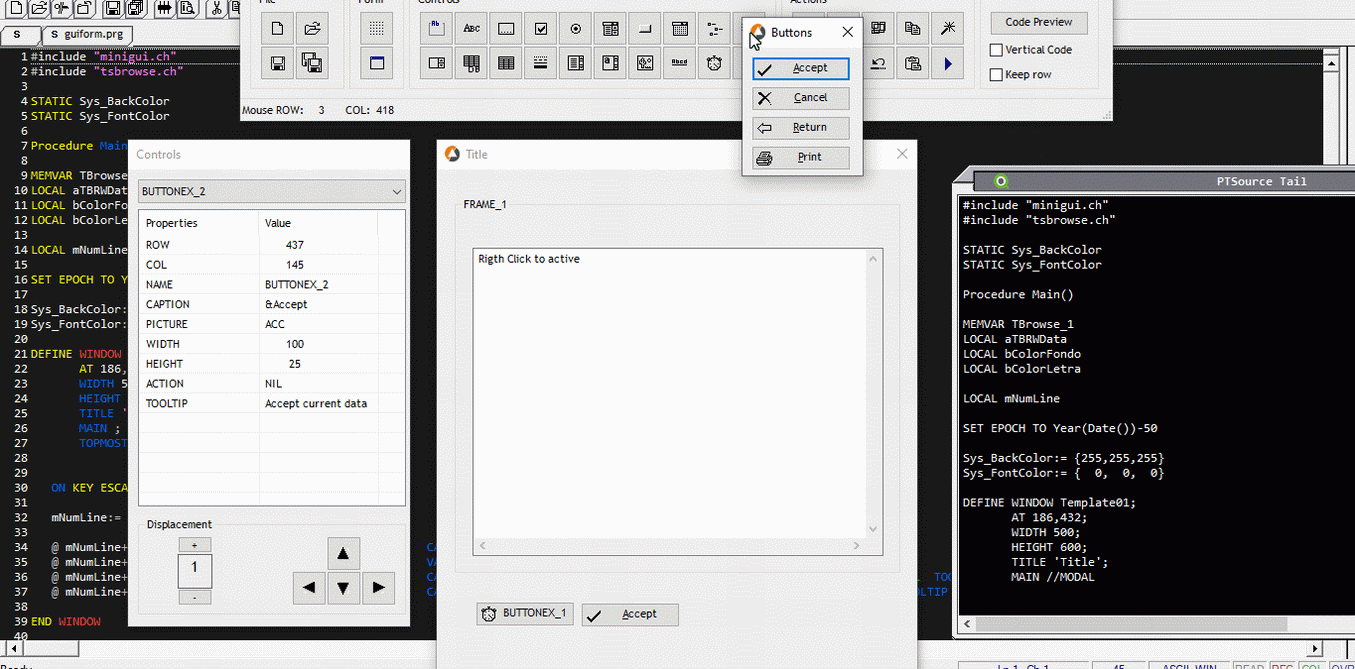 File
Form
Controls
Actions
S
S guiform.prg
Ab
ABC
DB
Mouse ROW: 3 COL: 418
Code Preview
Vertical Code
Keep row
Buttons
Accept
Cancel
Return
Print
1 #include "minigui.ch"
2 #include "tsbrowse.ch"
3
4 STATIC Sys_BackColor
5 STATIC Sys_FontColor
6
7 Procedure Main
8
9 MEMVAR TBrowse
10 LOCAL aTBRWDat
11 LOCAL bColorFo
12 LOCAL bColorLe
13
14 LOCAL mNumLine
15
16 SET EPOCH TO Y
17
18 Sys_BackColor:
19 Sys_FontColor:
20
21 DEFINE WINDOW
22 AT 186,
23 WIDTH 5
24 HEIGHT
25 TITLE '
26 MAIN ;
27 TOPMOST
28
29
30 ON KEY ESCA
31
32 mNumLine:=
33
34 @ mNumLine+
35 @ mNumLine+
36 @ mNumLine+
37 @ mNumLine+
38
39 END WINDOW
40
Controls
BUTTONEX_2
Properties Value
ROW 437
COL 145
NAME BUTTONEX_2
CAPTION &Accept
PICTURE ACC
WIDTH 100
HEIGHT 25
ACTION NIL
TOOLTIP Accept current data
Displacement
+
1
-
Title
FRAME_1
Rigth Click to active
BUTTONEX_1
Accept
CA
VA
CA
L TOO
CA
OLTIP
PTSource Tail
#include "minigui.ch"
#include "tsbrowse.ch"
STATIC Sys_BackColor
STATIC Sys_FontColor
Procedure Main()
MEMVAR TBrowse_1
LOCAL aTBRWData
LOCAL bColorFondo
LOCAL bColorLetra
LOCAL mNumLine
SET EPOCH TO Year(Date())-50
Sys_BackColor:= {255,255,255}
Sys_FontColor:= { 0, 0, 0}
DEFINE WINDOW Template01;
AT 186,432;
WIDTH 500;
HEIGHT 600;
TITLE 'Title';
MAIN //MODAL
Ready
Ln 1, Ch 1
45
ASCII, WIN
READ
REC
COL
OVR